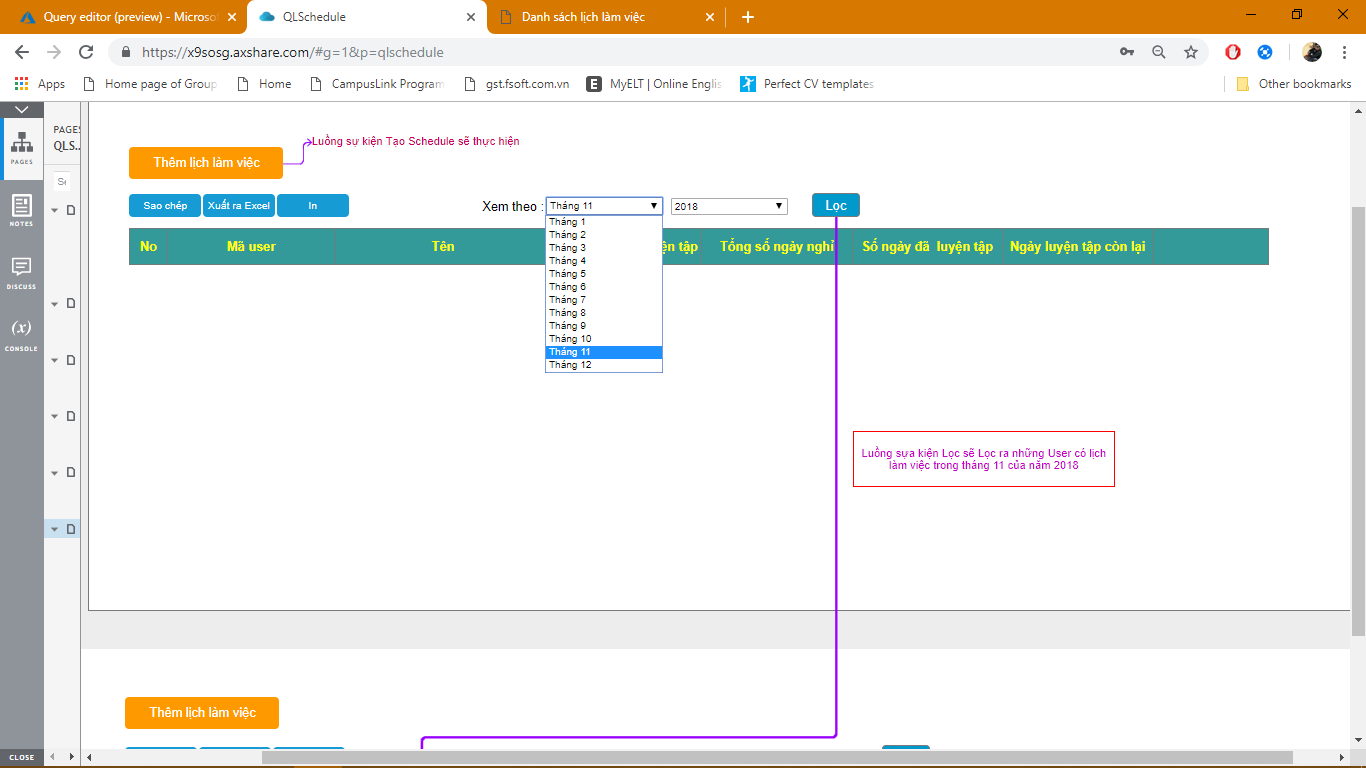 Query editor (preview) - Microso
QLSchedule
Danh sách lịch làm việc
https://x9sosg.axshare.com/#g=1&p=qlschedule
Apps
Home page of Group
CampusLink Program
gst.fsoft.com.vn
MyELT | Online Englis
Perfect CV templates
Other bookmarks
PAGES
NOTES
DISCUSS
(x)
CONSOLE
CLOSE
PAGES
QLS...
Se
Luồng sự kiện Tạo Schedule sẽ thực hiện
Thêm lịch làm việc
Sao chép
Xuất ra Excel
In
Xem theo :
Tháng 11
2018
Lọc
No
Mã user
Tên
ện tập
Tổng số ngày nghỉ
Số ngày đã luyện tập
Ngày luyện tập còn lại
Tháng 1
Tháng 2
Tháng 3
Tháng 4
Tháng 5
Tháng 6
Tháng 7
Tháng 8
Tháng 9
Tháng 10
Tháng 11
Tháng 12
Luồng sựa kiện Lọc sẽ Lọc ra những User có lịch
làm việc trong tháng 11 của năm 2018
Thêm lịch làm việc